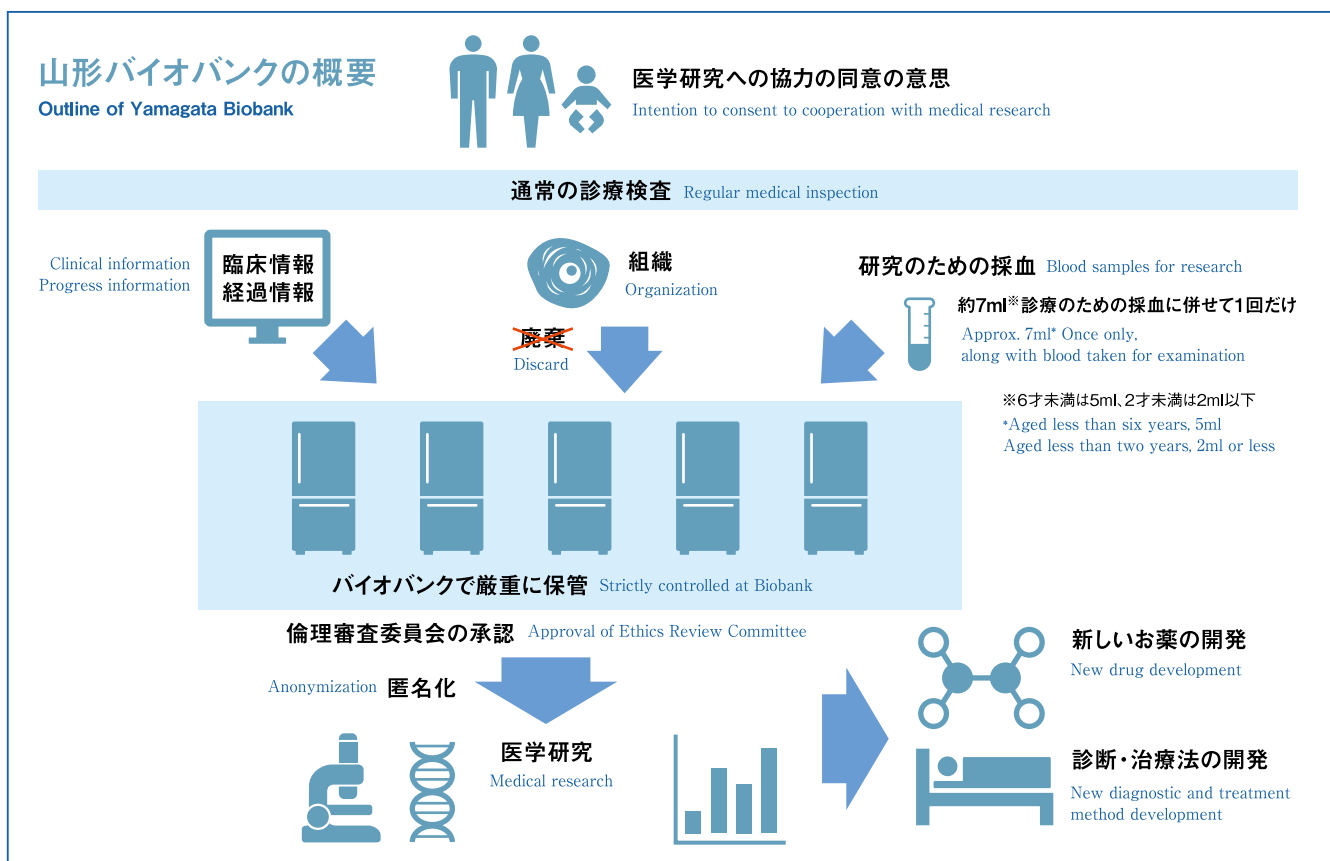 山形バイオバンクの概要
Outline of Yamagata Biobank
医学研究への協力の同意の意思
Intention to consent to cooperation with medical research
通常の診療検査 Regular medical inspection
Clinical information
Progress information
臨床情報
経過情報
組織
Organization
廃棄
Discard
研究のための採血 Blood samples for research
約7ml※診療のための採血に併せて1回だけ
Approx. 7ml* Once only,
along with blood taken for examination
※6才未満は5ml、2才未満は2ml以下
*Aged less than six years, 5ml
Aged less than two years, 2ml or less
バイオバンクで厳重に保管 Strictly controlled at Biobank
倫理審査委員会の承認 Approval of Ethics Review Committee
Anonymization 匿名化
医学研究
Medical research
新しいお薬の開発
New drug development
診断・治療法の開発
New diagnostic and treatment
method development